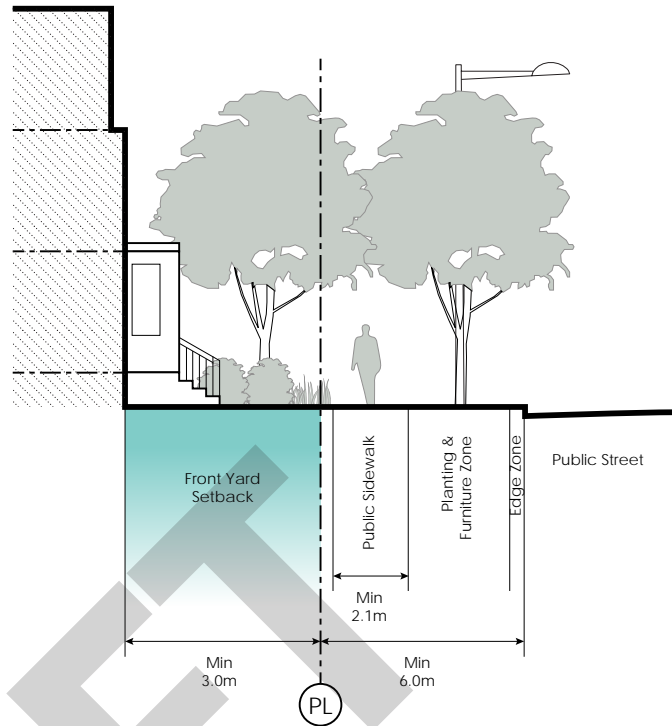 Front Yard
Setback
Public Sidewalk
Planting &
Furniture Zone
Edge Zone
Public Street
Min
2.1m
Min
3.0m
Min
6.0m
PL